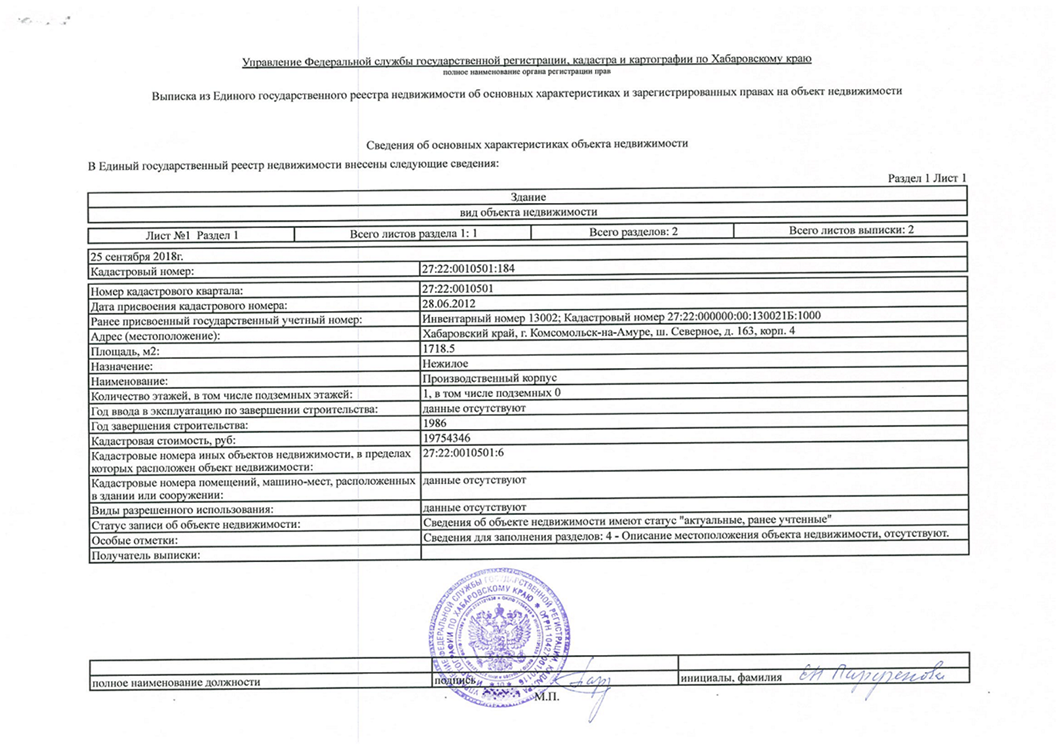 Управление Федеральной службы государственной регистрации, кадастра и картографии по Хабаровскому краю
полное наименование органа регистрации прав
Выписка из Единого государственного реестра недвижимости об основных характеристиках и зарегистрированных правах на объект недвижимости
Сведения об основных характеристиках объекта недвижимости
В Единый государственный реестр недвижимости внесены следующие сведения:
Раздел 1 Лист 1
Здание
вид объекта недвижимости
Лист №1 Раздел 1 Всего листов раздела 1: 1 Всего разделов: 2 Всего листов выписки: 2
25 сентября 2018г.
Кадастровый номер: 27:22:0010501:184
Номер кадастрового квартала: 27:22:0010501
Дата присвоения кадастрового номера: 28.06.2012
Ранее присвоенный государственный учетный номер: Инвентарный номер 13002; Кадастровый номер 27:22:000000:00:130021Б:1000
Адрес (местоположение): Хабаровский край, г. Комсомольск-на-Амуре, ш. Северное, д. 163, корп. 4
Площадь, м2: 1718.5
Назначение: Нежилое
Наименование: Производственный корпус
Количество этажей, в том числе подземных этажей: 1, в том числе подземных 0
Год ввода в эксплуатацию по завершении строительства: данные отсутствуют
Год завершения строительства: 1986
Кадастровая стоимость, руб: 19754346
Кадастровые номера иных объектов недвижимости, в пределах 27:22:0010501:6
которых расположен объект недвижимости:
Кадастровые номера помещений, машино-мест, расположенных данные отсутствуют
в здании или сооружении:
Виды разрешенного использования: данные отсутствуют
Статус записи об объекте недвижимости: Сведения об объекте недвижимости имеют статус "актуальные, ранее учтенные"
Особые отметки: Сведения для заполнения разделов: 4 - Описание местоположения объекта недвижимости, отсутствуют.
Получатель выписки:
полное наименование должности подпись инициалы, фамилия
М.П.